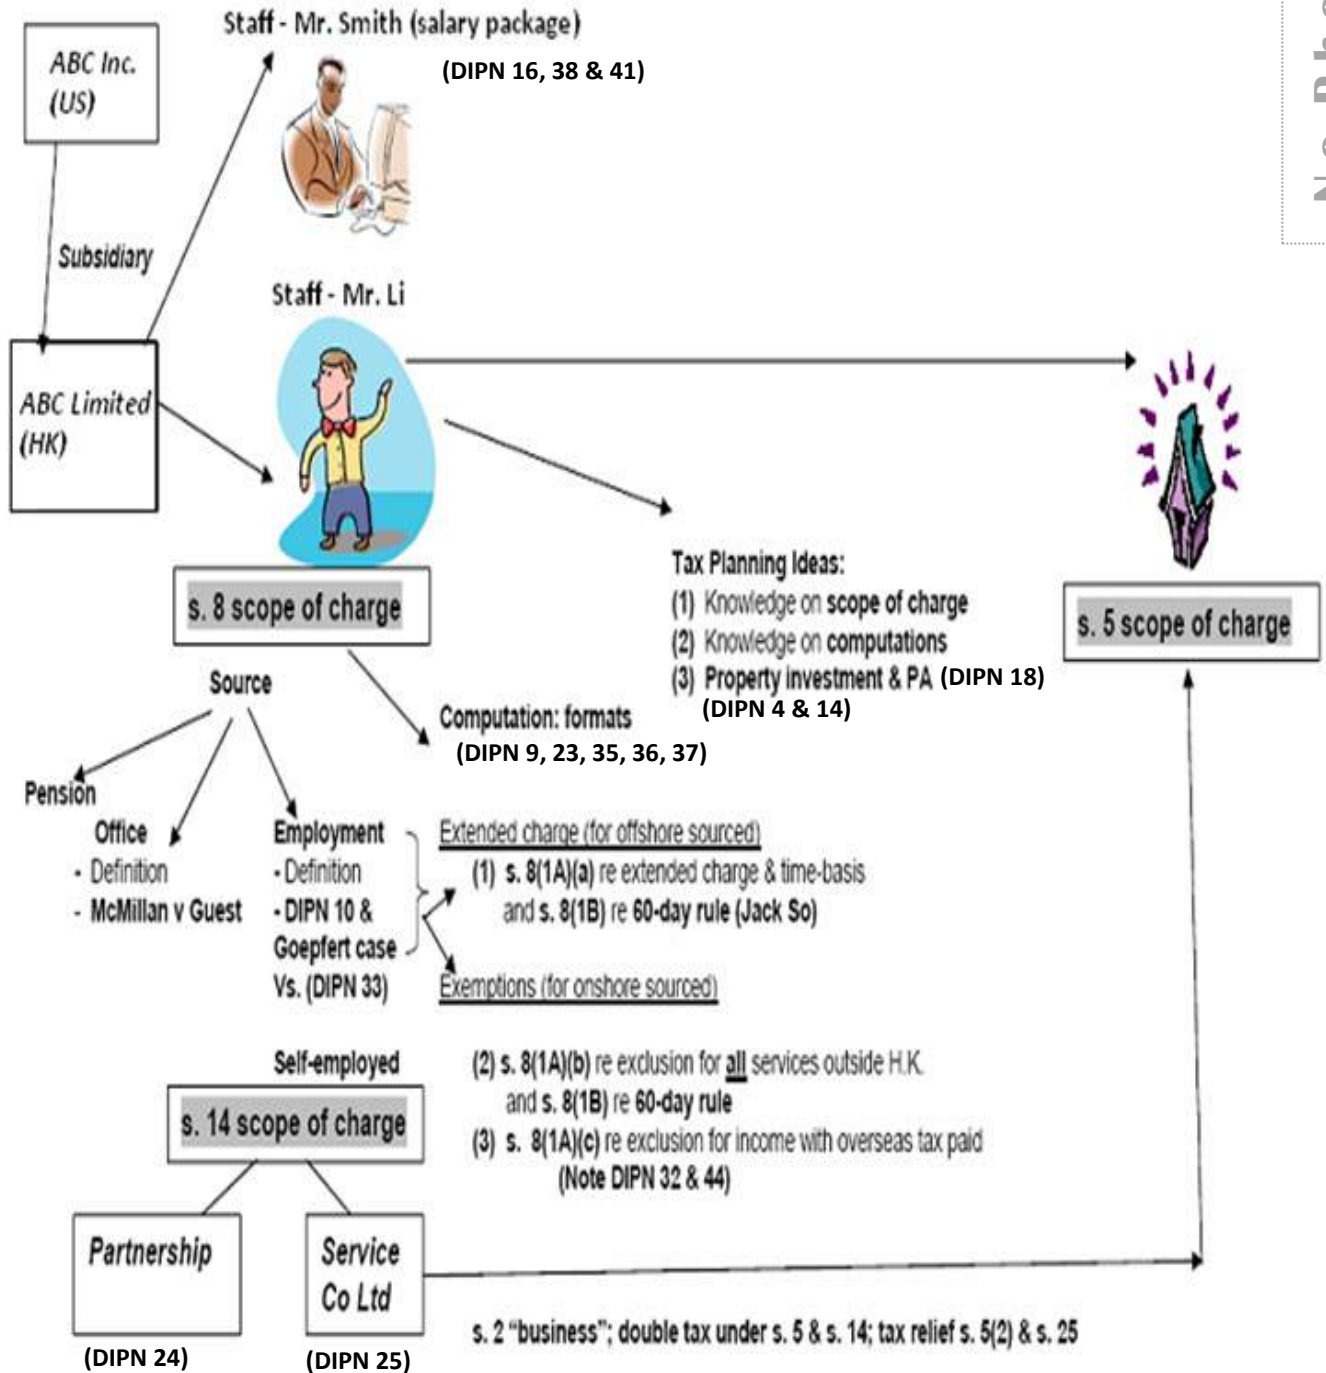 Staff - Mr. Smith (salary package)
(DIPN 16, 38 & 41)
ABC Inc.
(US)
Subsidiary
Staff - Mr. Li
ABC Limited
(HK)
s. 8 scope of charge
Tax Planning Ideas:
(1) Knowledge on scope of charge
(2) Knowledge on computations
(3) Property investment & PA (DIPN 18)
(DIPN 4 & 14)
s. 5 scope of charge
Source
Computation: formats
(DIPN 9, 23, 35, 36, 37)
Pension
Office
- Definition
- McMillan v Guest
Employment
- Definition
- DIPN 10 &
Goepfert case
Vs. (DIPN 33)
Extended charge (for offshore sourced)
(1) s. 8(1A)(a) re extended charge & time-basis
and s. 8(1B) re 60-day rule (Jack So)
Exemptions (for onshore sourced)
Self-employed
s. 14 scope of charge
(2) s. 8(1A)(b) re exclusion for all services outside H.K.
and s. 8(1B) re 60-day rule
(3) s. 8(1A)(c) re exclusion for income with overseas tax paid
(Note DIPN 32 & 44)
Partnership
Service
Co Ltd
s. 2 "business"; double tax under s. 5 & s. 14; tax relief s. 5(2) & s. 25
(DIPN 24)
(DIPN 25)